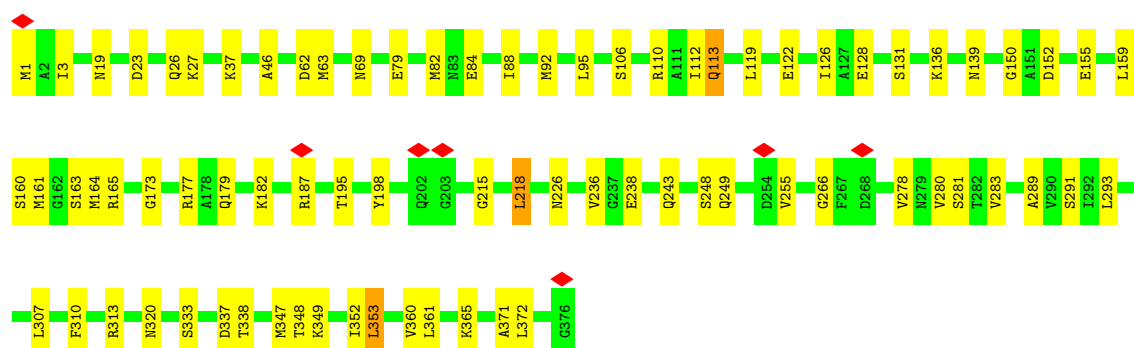 M1 A2 I3 N19 D23 Q26 K27 K37 A46 D62 M63 N69 E79 M82 N83 E84 I88 M92 L95 S106 R110 A111 I112 Q113 L119 E122 I126 A127 E128 S131 K136 N139 G150 A151 D152 E155 L159
S160 M161 G162 S163 M164 R165 G173 R177 A178 Q179 K182 R187 T195 Y198 Q202 G203 G215 L218 N226 V236 G237 E238 Q243 S248 Q249 D254 V255 G266 F267 D268 V278 N279 V280 S281 T282 V283 A289 V290 S291 I292 L293
L307 F310 R313 N320 S333 D337 T338 M347 T348 K349 I352 L353 V360 L361 K365 A371 L372 G376